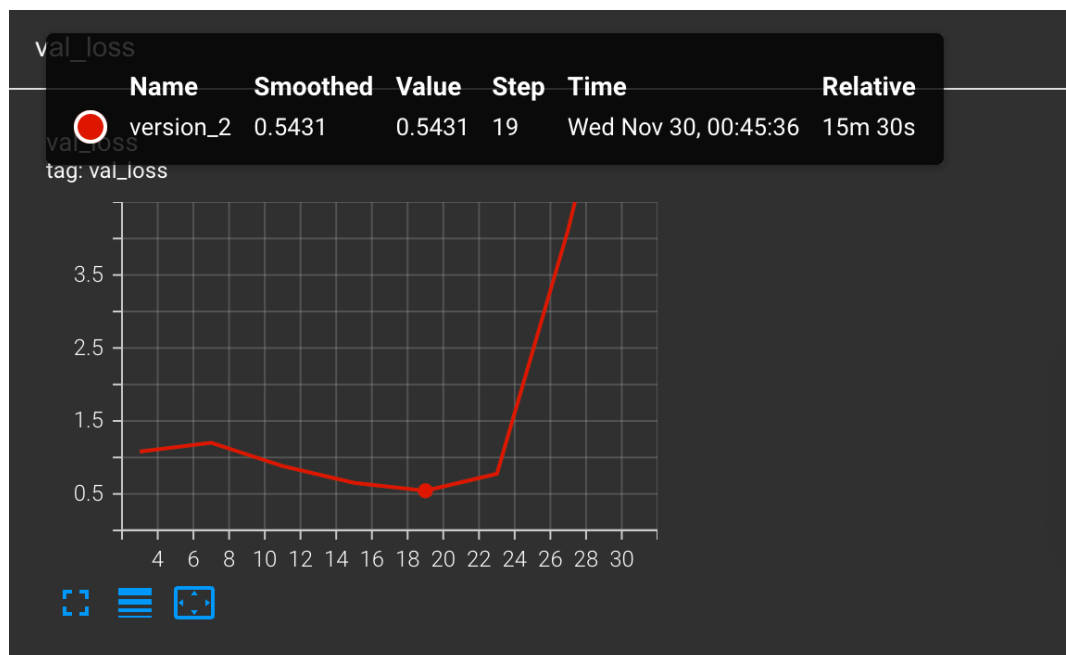 val_loss
Name Smoothed Value Step Time Relative
version_2 0.5431 0.5431 19 Wed Nov 30, 00:45:36 15m 30s
val_loss
tag: val_loss
3.5
2.5
1.5
0.5
4 6 8 10 12 14 16 18 20 22 24 26 28 30